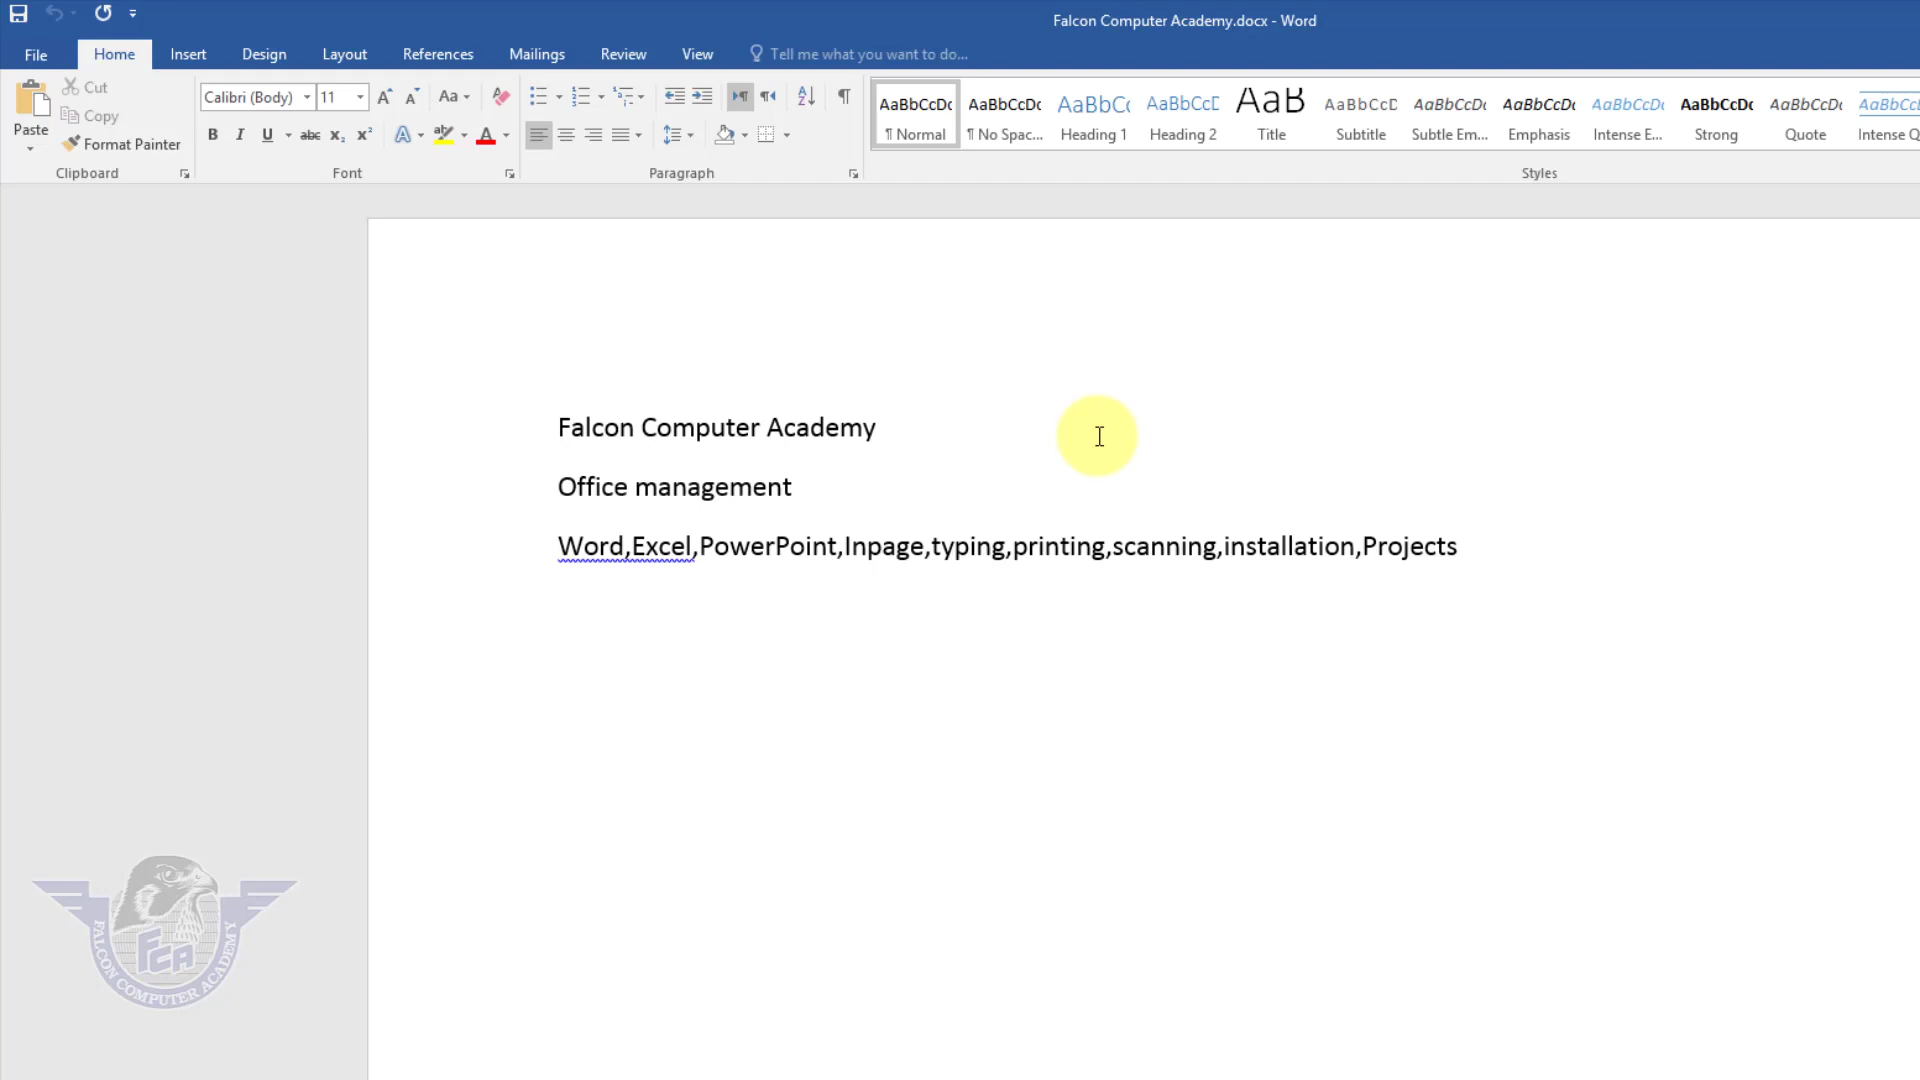 Falcon Computer Academy.docx - Word
File Home Insert Design Layout References Mailings Review View Tell me what you want to do...
Paste
Cut
Copy
Format Painter
Clipboard
Calibri (Body) 11
Font
Paragraph
AaBbCcDc AaBbCcDc AaBbC( AaBbCcD AaB AaBbCcD AaBbCcDc AaBbCcDc AaBbCcDc AaBbCcDc AaBbCcDc AaBbCcDc
¶ Normal ¶ No Spac... Heading 1 Heading 2 Title Subtitle Subtle Em... Emphasis Intense E... Strong Quote Intense Q
Styles
Falcon Computer Academy
Office management
Word,Excel,PowerPoint,Inpage,typing,printing,scanning,installation,Projects
FCA
FALCON COMPUTER ACADEMY